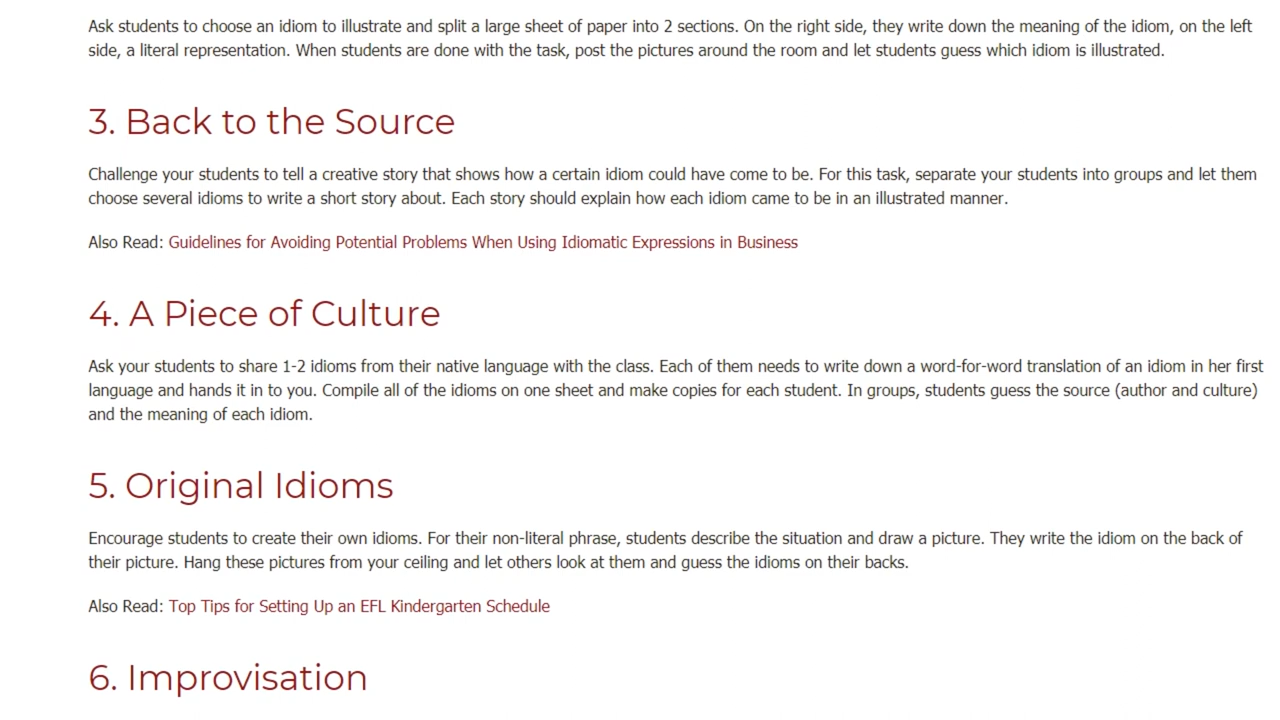 Ask students to choose an idiom to illustrate and split a large sheet of paper into 2 sections. On the right side, they write down the meaning of the idiom, on the left
side, a literal representation. When students are done with the task, post the pictures around the room and let students guess which idiom is illustrated.
3. Back to the Source
Challenge your students to tell a creative story that shows how a certain idiom could have come to be. For this task, separate your students into groups and let them
choose several idioms to write a short story about. Each story should explain how each idiom came to be in an illustrated manner.
Also Read: Guidelines for Avoiding Potential Problems When Using Idiomatic Expressions in Business
4. A Piece of Culture
Ask your students to share 1-2 idioms from their native language with the class. Each of them needs to write down a word-for-word translation of an idiom in her first
language and hands it in to you. Compile all of the idioms on one sheet and make copies for each student. In groups, students guess the source (author and culture)
and the meaning of each idiom.
5. Original Idioms
Encourage students to create their own idioms. For their non-literal phrase, students describe the situation and draw a picture. They write the idiom on the back of
their picture. Hang these pictures from your ceiling and let others look at them and guess the idioms on their backs.
Also Read: Top Tips for Setting Up an EFL Kindergarten Schedule
6. Improvisation